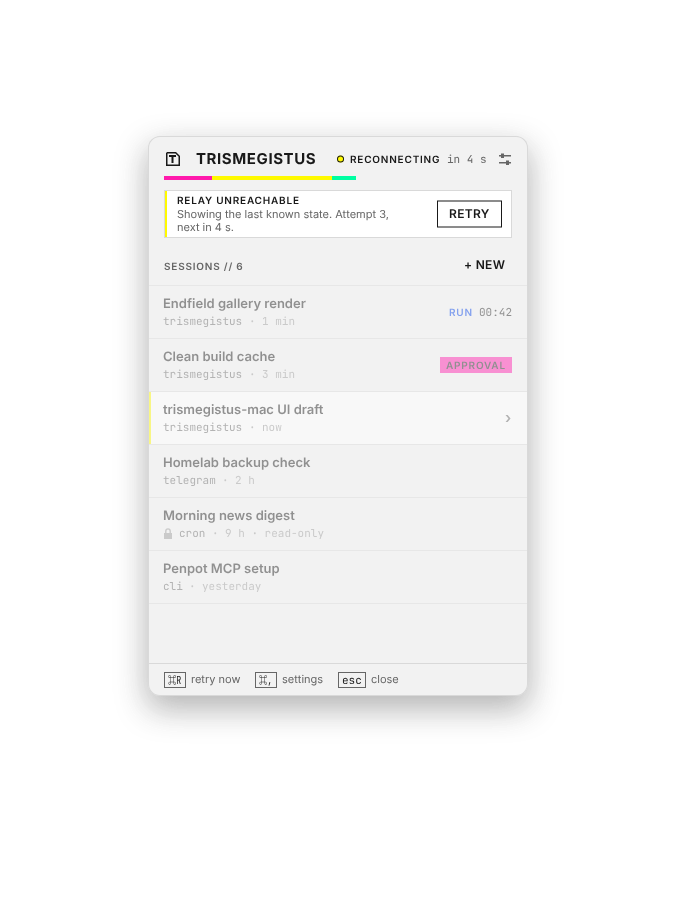 TRISMEGISTUS RECONNECTING in 4 s
RELAY UNREACHABLE
Showing the last known state. Attempt 3,
next in 4 s.
RETRY
SESSIONS // 6 + NEW
Endfield gallery render
trismegistus · 1 min
RUN 00:42
Clean build cache
trismegistus · 3 min
APPROVAL
trismegistus-mac UI draft
trismegistus · now
›
Homelab backup check
telegram · 2 h
Morning news digest
cron · 9 h · read-only
Penpot MCP setup
cli · yesterday
⌘R retry now ⌘, settings esc close